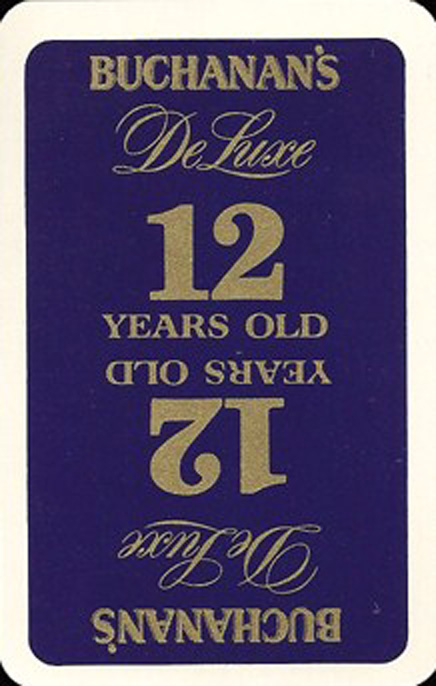 BUCHANAN'S
De Luxe
12
YEARS OLD
YEARS OLD
12
De Luxe
BUCHANAN'S